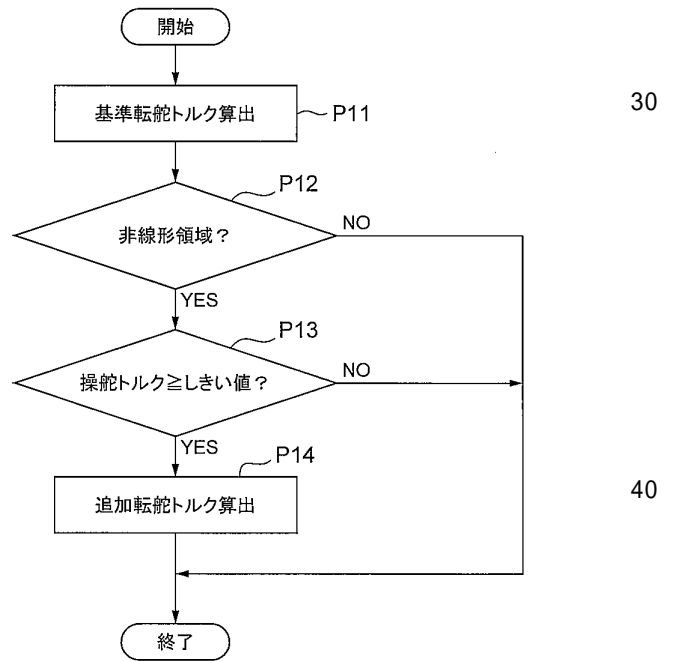 開始
基準転舵トルク算出
P11
30
P12
非線形領域？
NO
YES
P13
操舵トルク≧しきい値？
NO
YES
P14
追加転舵トルク算出
40
終了